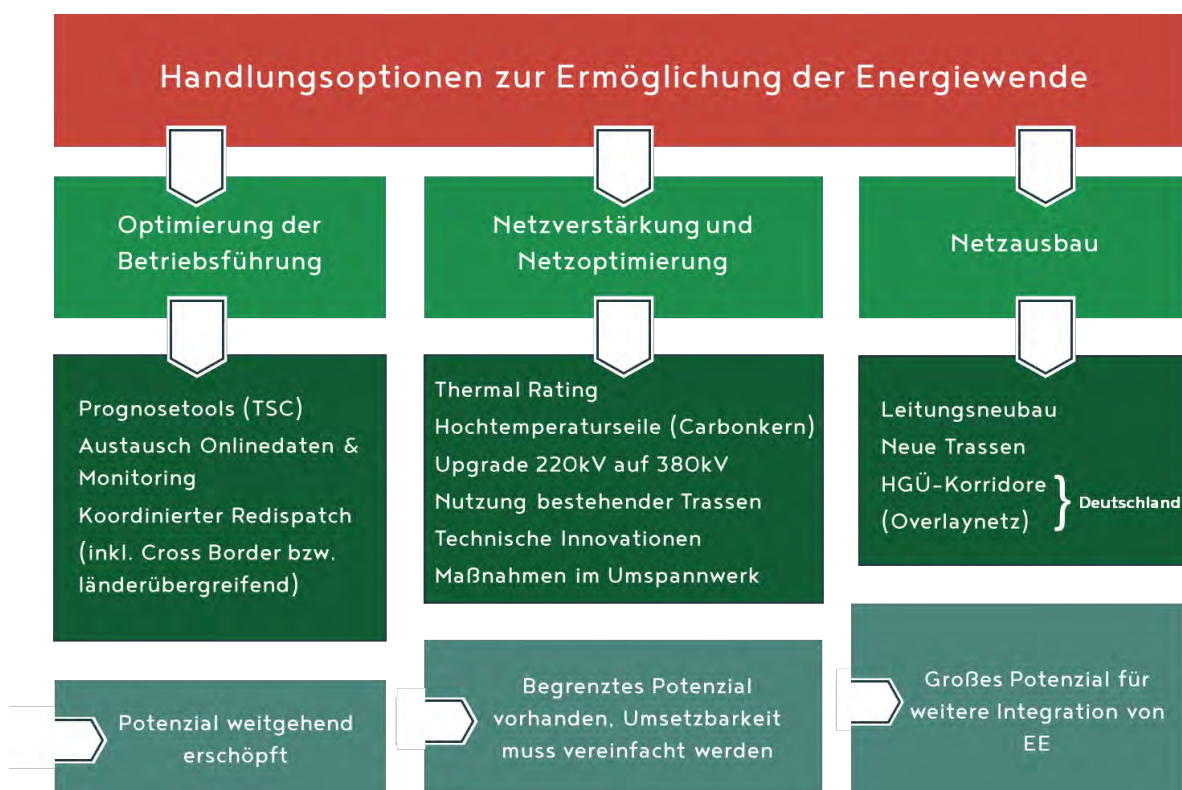 Handlungsoptionen zur Ermöglichung der Energiewende
Optimierung der
Betriebsführung
Prognosetools (TSC)
Austausch Onlinedaten &
Monitoring
Koordinierter Redispatch
(inkl. Cross Border bzw.
länderübergreifend)
Potenzial weitgehend
erschöpft
Netzverstärkung und
Netzoptimierung
Thermal Rating
Hochtemperaturseile (Carbonkern)
Upgrade 220kV auf 380kV
Nutzung bestehender Trassen
Technische Innovationen
Maßnahmen im Umspannwerk
Begrenztes Potenzial
vorhanden, Umsetzbarkeit
muss vereinfacht werden
Netzausbau
Leitungsneubau
Neue Trassen
HGÜ-Korridore
(Overlaynetz)
} Deutschland
Großes Potenzial für
weitere Integration von
EE